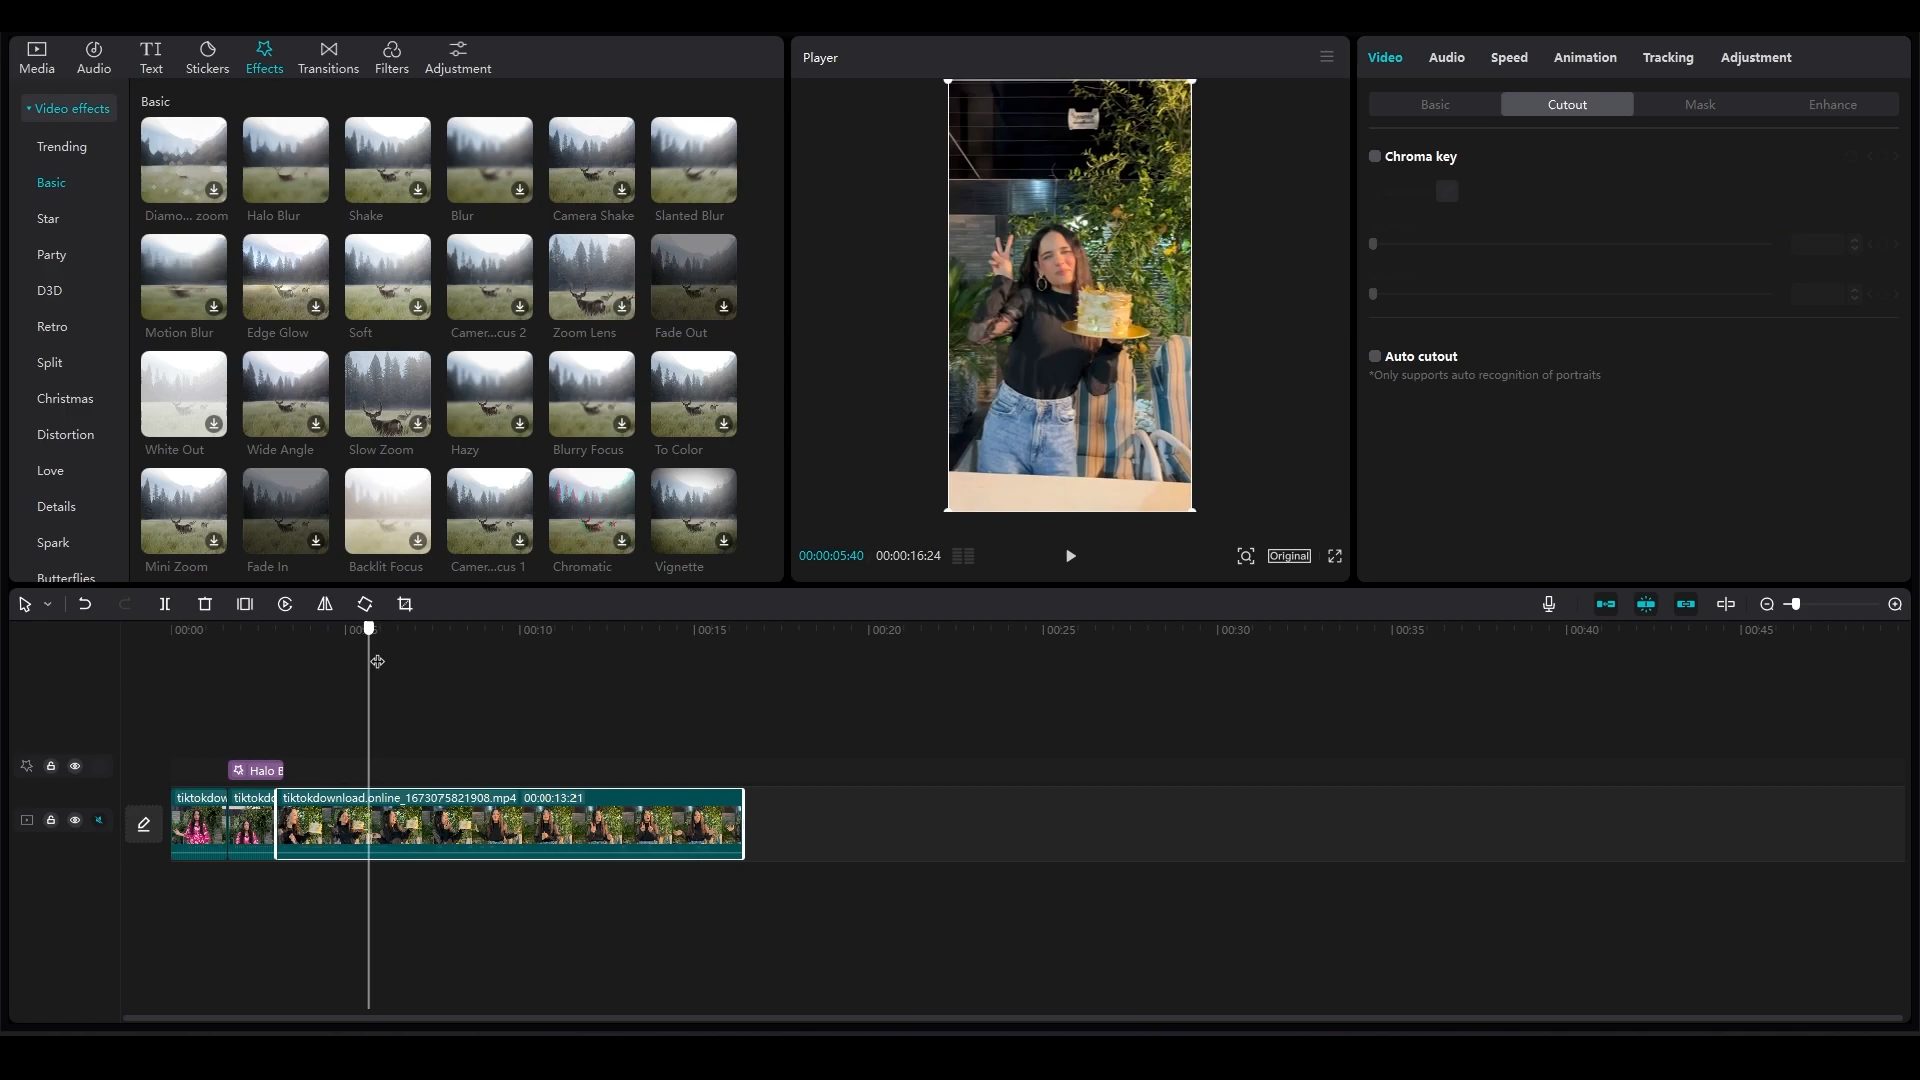 Media
Audio
Text
Stickers
Effects
Transitions
Filters
Adjustment
Video effects
Trending
Basic
Star
Party
D3D
Retro
Split
Christmas
Distortion
Love
Details
Spark
Butterflies
Basic
Diamo... zoom
Halo Blur
Shake
Blur
Camera Shake
Slanted Blur
Motion Blur
Edge Glow
Soft
Camer...cus 2
Zoom Lens
Fade Out
White Out
Wide Angle
Slow Zoom
Hazy
Blurry Focus
To Color
Mini Zoom
Fade In
Backlit Focus
Camer...cus 1
Chromatic
Vignette
Player
00:00:05:40 00:00:16:24
Original
Video
Audio
Speed
Animation
Tracking
Adjustment
Basic
Cutout
Mask
Enhance
Chroma key
Auto cutout
*Only supports auto recognition of portraits
00:00
00:10
00:15
00:20
00:25
00:30
00:35
00:40
00:45
Halo B
tiktokdow
tiktokdo
tiktokdownload.online_1673075821908.mp4 00:00:13:21